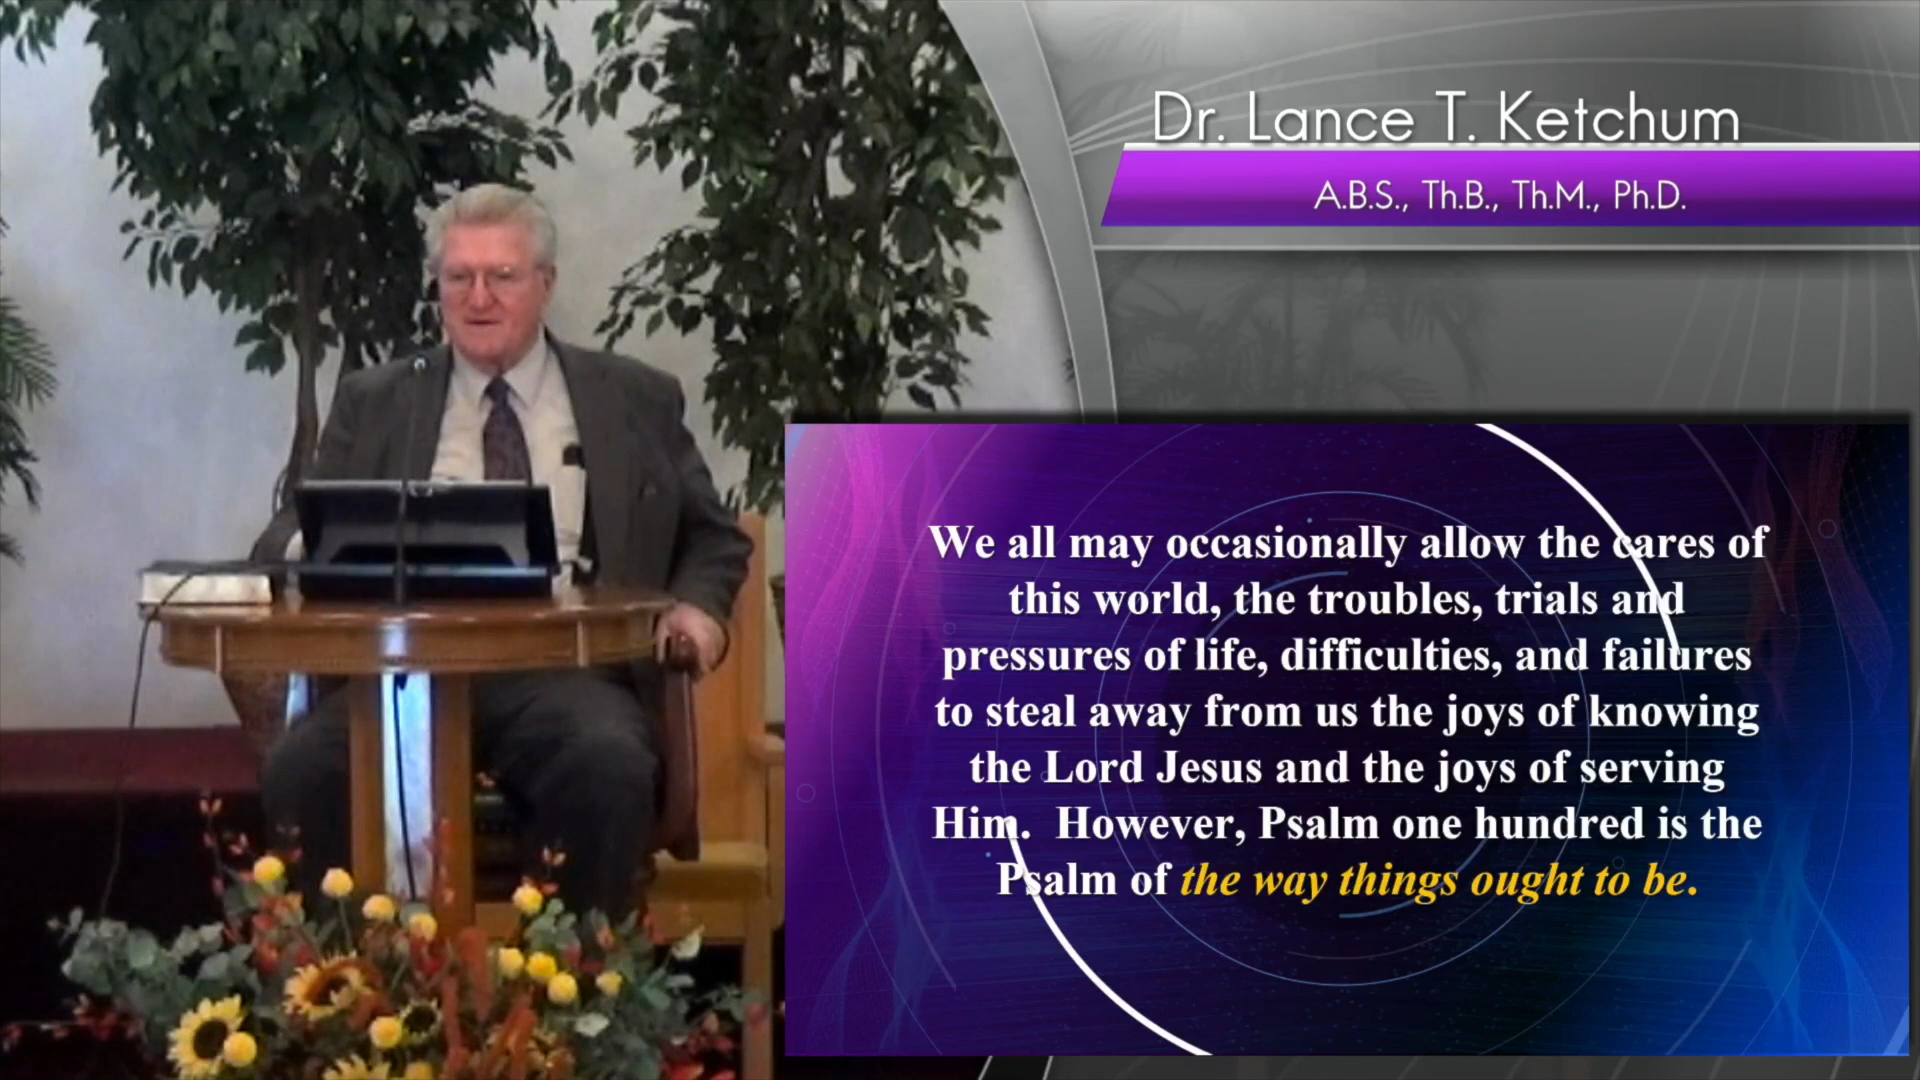 Dr. Lance T. Ketchum
A.B.S., Th.B., Th.M., Ph.D.
We all may occasionally allow the cares of
this world, the troubles, trials and
pressures of life, difficulties, and failures
to steal away from us the joys of knowing
the Lord Jesus and the joys of serving
Him.  However, Psalm one hundred is the
Psalm of the way things ought to be.